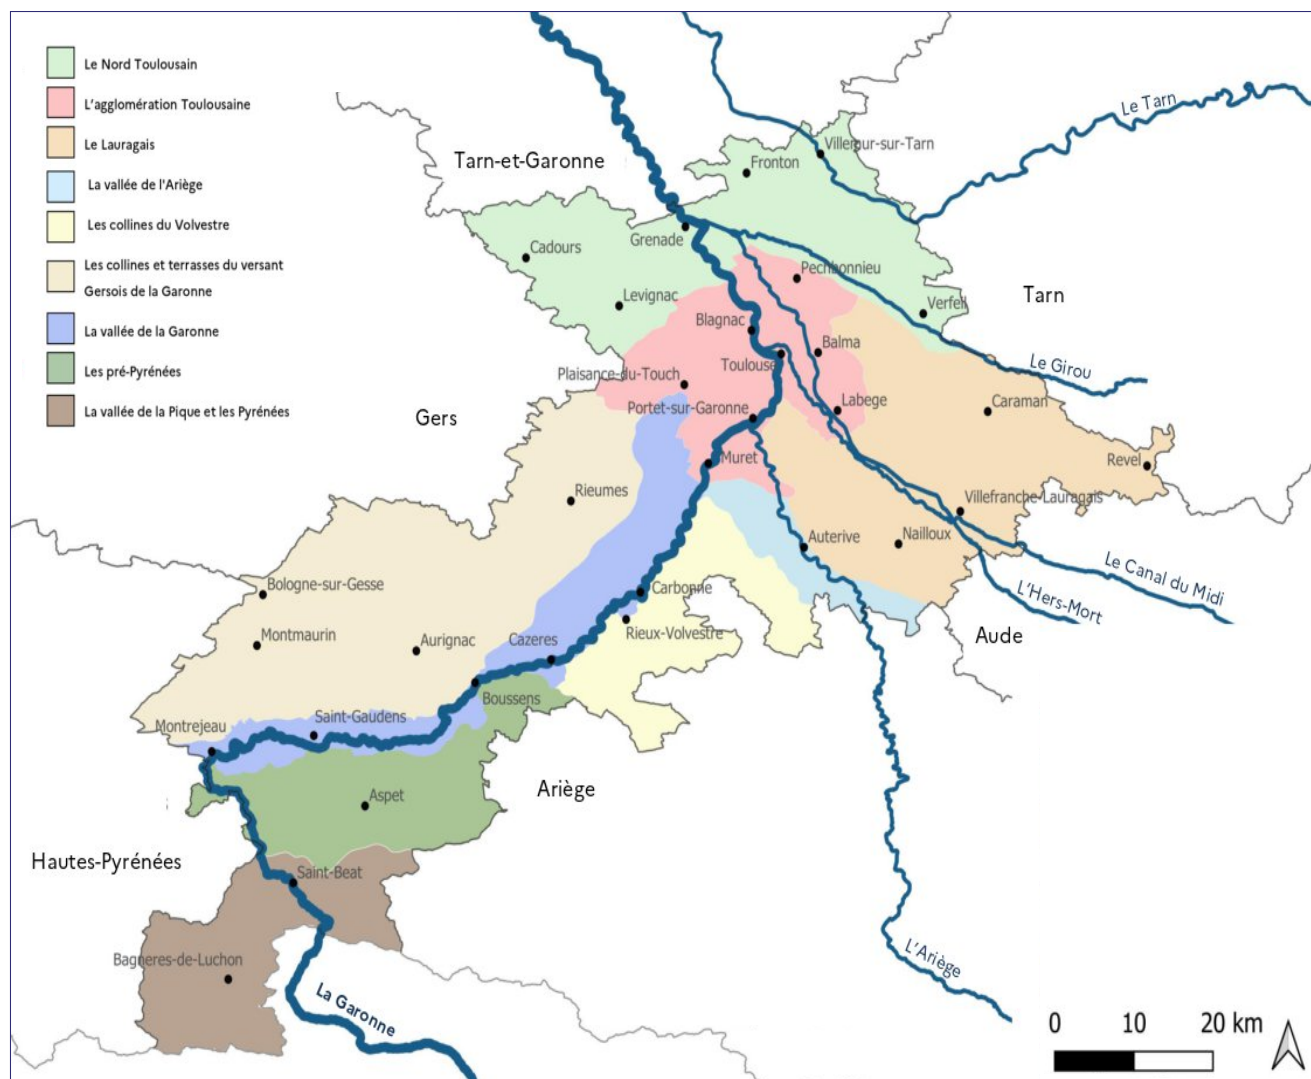 Le Nord Toulousain
L'agglomération Toulousaine
Le Lauragais
La vallée de l'Ariège
Les collines du Volvestre
Les collines et terrasses du versant
Gersois de la Garonne
La vallée de la Garonne
Les pré-Pyrénées
La vallée de la Pique et les Pyrénées
Le Tarn
Tarn-et-Garonne
Villemur-sur-Tarn
Fronton
Grenade
Cadours
Pechbonnieu
Tarn
Levignac
Verfeil
Blagnac
Balma
Toulouse
Le Girou
Plaisance-du-Touch
Caraman
Gers
Portet-sur-Garonne
Labege
Muret
Revel
Rieumes
Villefranche-Lauragais
Auterive
Nailloux
Le Canal du Midi
L'Hers-Mort
Bologne-sur-Gesse
Carbonne
Montmaurin
Aurignac
Cazeres
Rieux-Volvestre
Aude
Boussens
Saint-Gaudens
Montrejeau
Ariège
Aspet
Hautes-Pyrénées
Saint-Beat
Bagneres-de-Luchon
L'Ariège
La Garonne
0 10 20 km